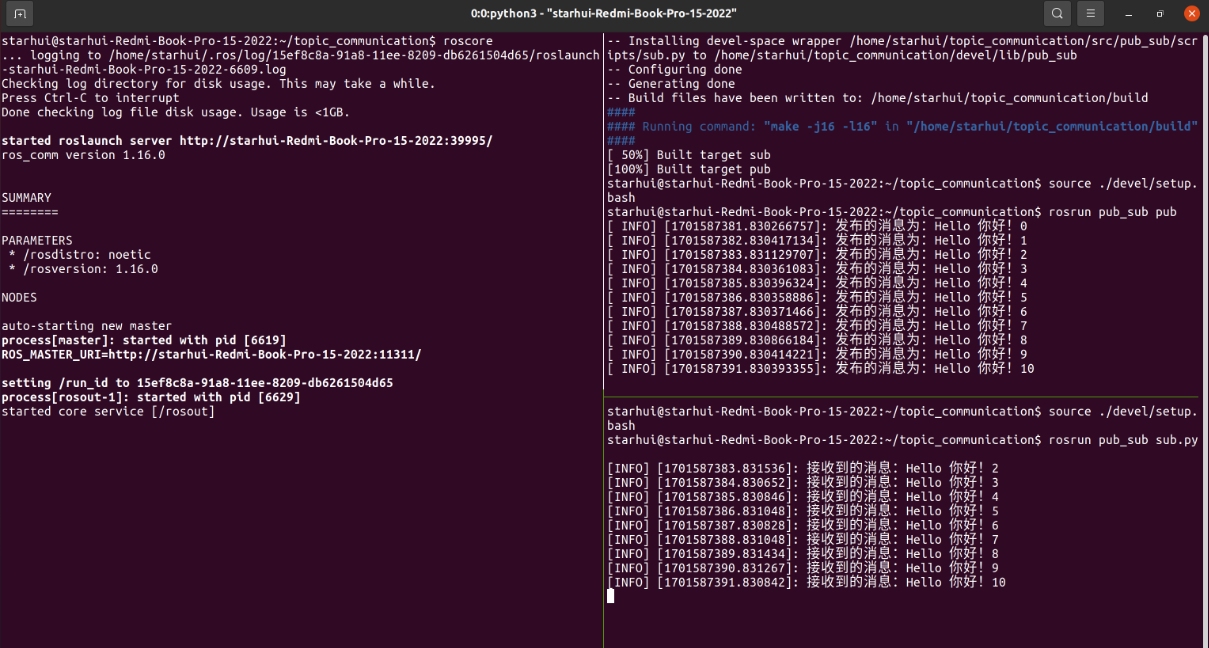 0:0:python3 - "starhui-Redmi-Book-Pro-15-2022"
starhui@starhui-Redmi-Book-Pro-15-2022:~/topic_communication$ roscore
... logging to /home/starhui/.ros/log/15ef8c8a-91a8-11ee-8209-db6261504d65/roslaunch
-starhui-Redmi-Book-Pro-15-2022-6609.log
Checking log directory for disk usage. This may take a while.
Press Ctrl-C to interrupt
Done checking log file disk usage. Usage is <1GB.
started roslaunch server http://starhui-Redmi-Book-Pro-15-2022:39995/
ros_comm version 1.16.0
SUMMARY
========
PARAMETERS
* /rosdistro: noetic
* /rosversion: 1.16.0
NODES
auto-starting new master
process[master]: started with pid [6619]
ROS_MASTER_URI=http://starhui-Redmi-Book-Pro-15-2022:11311/
setting /run_id to 15ef8c8a-91a8-11ee-8209-db6261504d65
process[rosout-1]: started with pid [6629]
started core service [/rosout]
-- Installing devel-space wrapper /home/starhui/topic_communication/src/pub_sub/scr
ipts/sub.py to /home/starhui/topic_communication/devel/lib/pub_sub
-- Configuring done
-- Generating done
-- Build files have been written to: /home/starhui/topic_communication/build
####
#### Running command: "make -j16 -l16" in "/home/starhui/topic_communication/build"
####
[ 50%] Built target sub
[100%] Built target pub
starhui@starhui-Redmi-Book-Pro-15-2022:~/topic_communication$ source ./devel/setup.
bash
starhui@starhui-Redmi-Book-Pro-15-2022:~/topic_communication$ rosrun pub_sub pub
[ INFO] [1701587381.830266757]: 发布的消息为：Hello 你好！0
[ INFO] [1701587382.830417134]: 发布的消息为：Hello 你好！1
[ INFO] [1701587383.831129707]: 发布的消息为：Hello 你好！2
[ INFO] [1701587384.830361083]: 发布的消息为：Hello 你好！3
[ INFO] [1701587385.830396324]: 发布的消息为：Hello 你好！4
[ INFO] [1701587386.830358886]: 发布的消息为：Hello 你好！5
[ INFO] [1701587387.830371466]: 发布的消息为：Hello 你好！6
[ INFO] [1701587388.830488572]: 发布的消息为：Hello 你好！7
[ INFO] [1701587389.830866184]: 发布的消息为：Hello 你好！8
[ INFO] [1701587390.830414221]: 发布的消息为：Hello 你好！9
[ INFO] [1701587391.830393355]: 发布的消息为：Hello 你好！10
starhui@starhui-Redmi-Book-Pro-15-2022:~/topic_communication$ source ./devel/setup.
bash
starhui@starhui-Redmi-Book-Pro-15-2022:~/topic_communication$ rosrun pub_sub sub.py
[INFO] [1701587383.831536]: 接收到的消息：Hello 你好！2
[INFO] [1701587384.830652]: 接收到的消息：Hello 你好！3
[INFO] [1701587385.830846]: 接收到的消息：Hello 你好！4
[INFO] [1701587386.831048]: 接收到的消息：Hello 你好！5
[INFO] [1701587387.830828]: 接收到的消息：Hello 你好！6
[INFO] [1701587388.831048]: 接收到的消息：Hello 你好！7
[INFO] [1701587389.831434]: 接收到的消息：Hello 你好！8
[INFO] [1701587390.831267]: 接收到的消息：Hello 你好！9
[INFO] [1701587391.830842]: 接收到的消息：Hello 你好！10